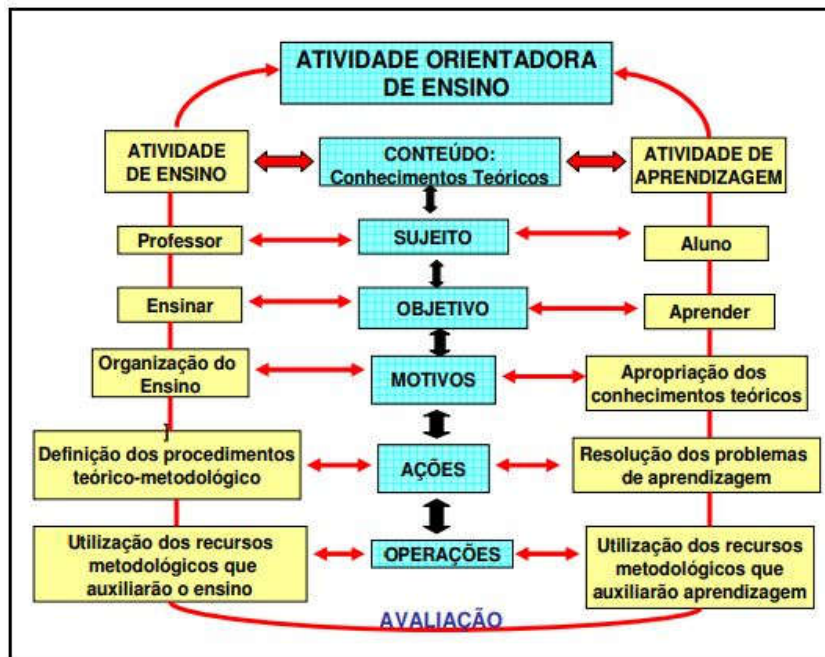 ATIVIDADE ORIENTADORA
DE ENSINO
ATIVIDADE
DE ENSINO
CONTEÚDO:
Conhecimentos Teóricos
ATIVIDADE DE
APRENDIZAGEM
Professor
SUJEITO
Aluno
Ensinar
OBJETIVO
Aprender
Organização do
Ensino
MOTIVOS
Apropriação dos
conhecimentos teóricos
]
Definição dos procedimentos
teórico-metodológico
AÇÕES
Resolução dos problemas
de aprendizagem
Utilização dos recursos
metodológicos que
auxiliarão o ensino
OPERAÇÕES
Utilização dos recursos
metodológicos que
auxiliarão aprendizagem
AVALIAÇÃO